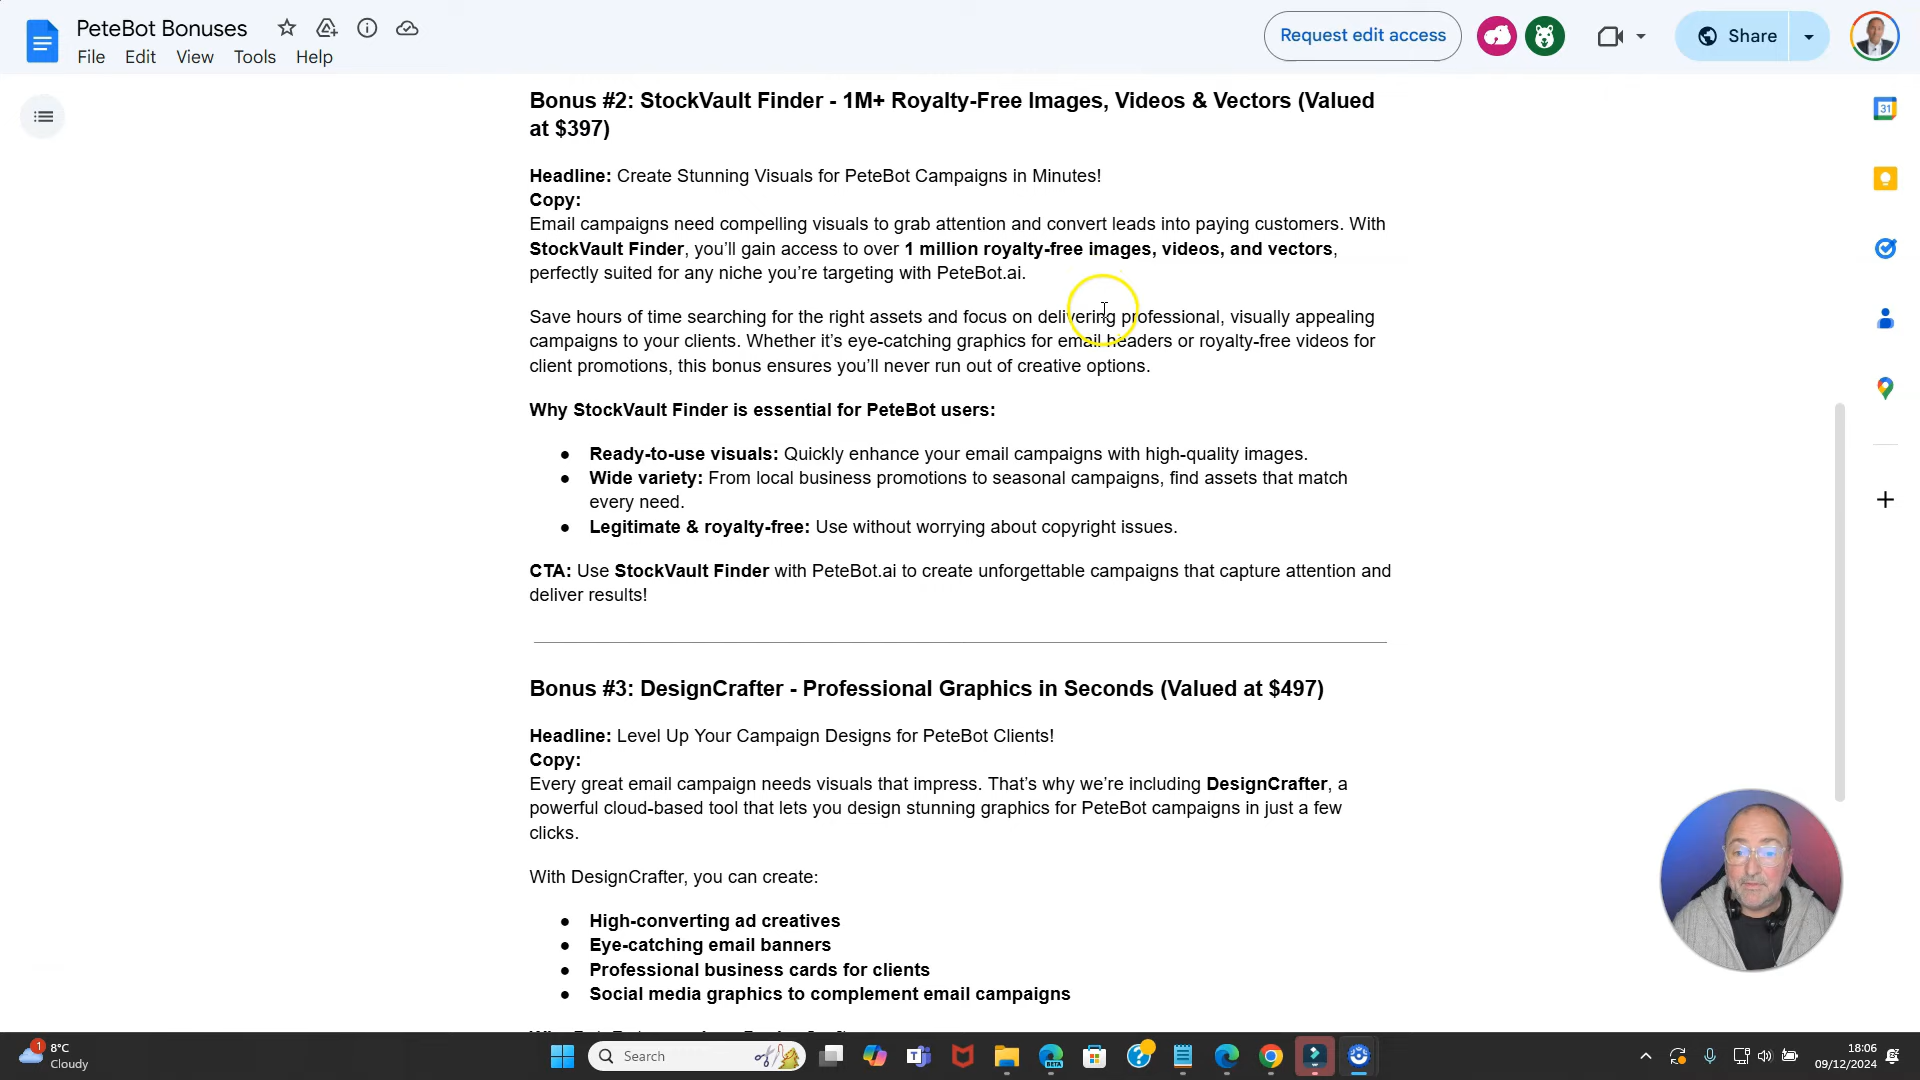 PeteBot Bonuses
File Edit View Tools Help
Request edit access
Share
Bonus #2: StockVault Finder - 1M+ Royalty-Free Images, Videos & Vectors (Valued
at $397)
Headline: Create Stunning Visuals for PeteBot Campaigns in Minutes!
Copy:
Email campaigns need compelling visuals to grab attention and convert leads into paying customers. With
StockVault Finder, you’ll gain access to over 1 million royalty-free images, videos, and vectors,
perfectly suited for any niche you’re targeting with PeteBot.ai.
Save hours of time searching for the right assets and focus on delivering professional, visually appealing
campaigns to your clients. Whether it’s eye-catching graphics for email headers or royalty-free videos for
client promotions, this bonus ensures you’ll never run out of creative options.
Why StockVault Finder is essential for PeteBot users:
● Ready-to-use visuals: Quickly enhance your email campaigns with high-quality images.
● Wide variety: From local business promotions to seasonal campaigns, find assets that match
every need.
● Legitimate & royalty-free: Use without worrying about copyright issues.
CTA: Use StockVault Finder with PeteBot.ai to create unforgettable campaigns that capture attention and
deliver results!
Bonus #3: DesignCrafter - Professional Graphics in Seconds (Valued at $497)
Headline: Level Up Your Campaign Designs for PeteBot Clients!
Copy:
Every great email campaign needs visuals that impress. That’s why we’re including DesignCrafter, a
powerful cloud-based tool that lets you design stunning graphics for PeteBot campaigns in just a few
clicks.
With DesignCrafter, you can create:
● High-converting ad creatives
● Eye-catching email banners
● Professional business cards for clients
● Social media graphics to complement email campaigns
31
1
8°C
Cloudy
Search
BETA
18:06
09/12/2024